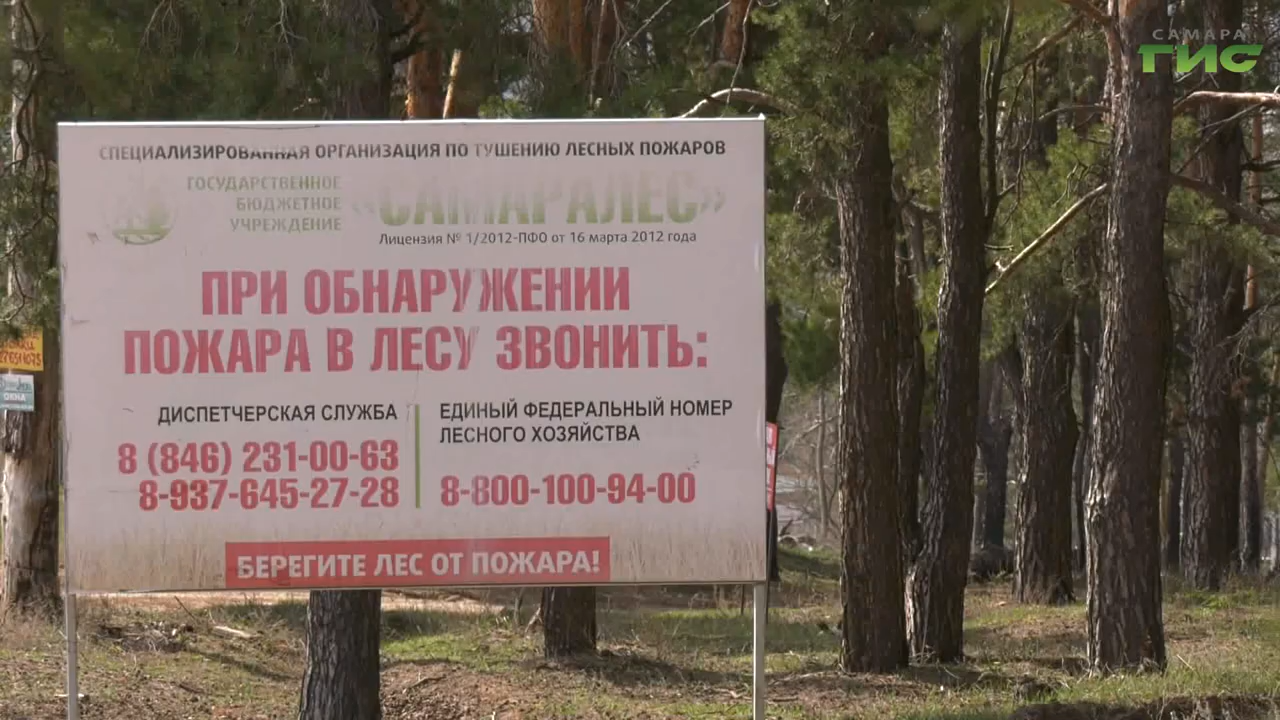 САМАРА
ГИС
СПЕЦИАЛИЗИРОВАННАЯ ОРГАНИЗАЦИЯ ПО ТУШЕНИЮ ЛЕСНЫХ ПОЖАРОВ
ГОСУДАРСТВЕННОЕ
БЮДЖЕТНОЕ
УЧРЕЖДЕНИЕ
«САМАРАЛЕС»
Лицензия № 1/2012-ПФО от 16 марта 2012 года
ПРИ ОБНАРУЖЕНИИ
ПОЖАРА В ЛЕСУ ЗВОНИТЬ:
ДИСПЕТЧЕРСКАЯ СЛУЖБА
8 (846) 231-00-63
8-937-645-27-28
ЕДИНЫЙ ФЕДЕРАЛЬНЫЙ НОМЕР
ЛЕСНОГО ХОЗЯЙСТВА
8-800-100-94-00
БЕРЕГИТЕ ЛЕС ОТ ПОЖАРА!
ОКНА